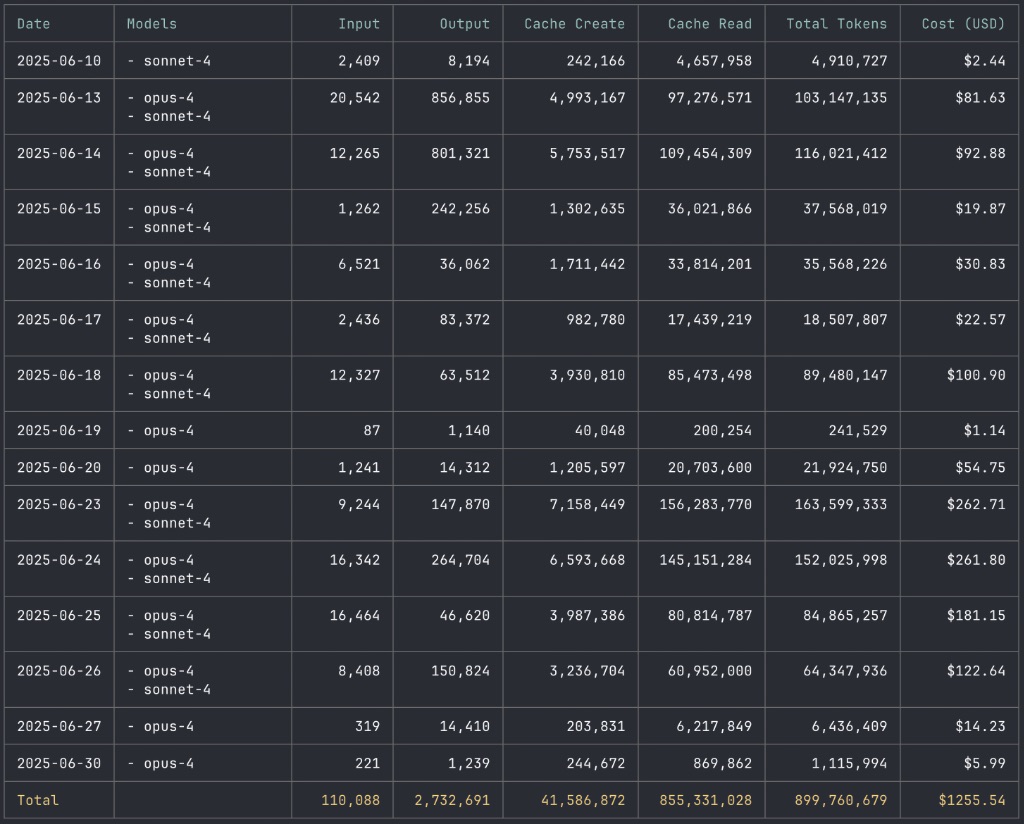 Date Models Input Output Cache Create Cache Read Total Tokens Cost (USD)
2025-06-10 - sonnet-4 2,409 8,194 242,166 4,657,958 4,910,727 $2.44
2025-06-13 - opus-4 20,542 856,855 4,993,167 97,276,571 103,147,135 $81.63
- sonnet-4
2025-06-14 - opus-4 12,265 801,321 5,753,517 109,454,309 116,021,412 $92.88
- sonnet-4
2025-06-15 - opus-4 1,262 242,256 1,302,635 36,021,866 37,568,019 $19.87
- sonnet-4
2025-06-16 - opus-4 6,521 36,062 1,711,442 33,814,201 35,568,226 $30.83
- sonnet-4
2025-06-17 - opus-4 2,436 83,372 982,780 17,439,219 18,507,807 $22.57
- sonnet-4
2025-06-18 - opus-4 12,327 63,512 3,930,810 85,473,498 89,480,147 $100.90
- sonnet-4
2025-06-19 - opus-4 87 1,140 40,048 200,254 241,529 $1.14
2025-06-20 - opus-4 1,241 14,312 1,205,597 20,703,600 21,924,750 $54.75
2025-06-23 - opus-4 9,244 147,870 7,158,449 156,283,770 163,599,333 $262.71
- sonnet-4
2025-06-24 - opus-4 16,342 264,704 6,593,668 145,151,284 152,025,998 $261.80
- sonnet-4
2025-06-25 - opus-4 16,464 46,620 3,987,386 80,814,787 84,865,257 $181.15
- sonnet-4
2025-06-26 - opus-4 8,408 150,824 3,236,704 60,952,000 64,347,936 $122.64
- sonnet-4
2025-06-27 - opus-4 319 14,410 203,831 6,217,849 6,436,409 $14.23
2025-06-30 - opus-4 221 1,239 244,672 869,862 1,115,994 $5.99
Total 110,088 2,732,691 41,586,872 855,331,028 899,760,679 $1255.54